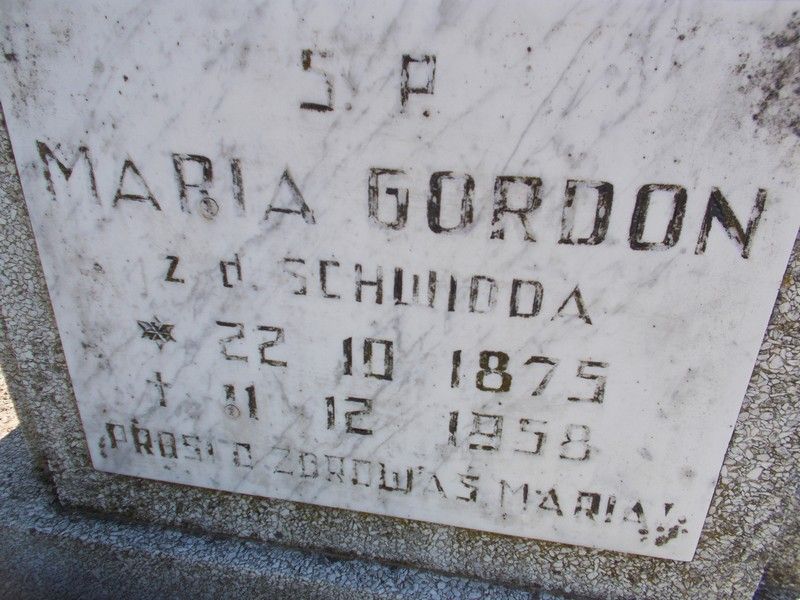 S. P.
MARIA GORDON
z d. SCHWIDDA
22 10 1875
† 11 12 1958
„PROSI O ZDROWAŚ MARIA!"